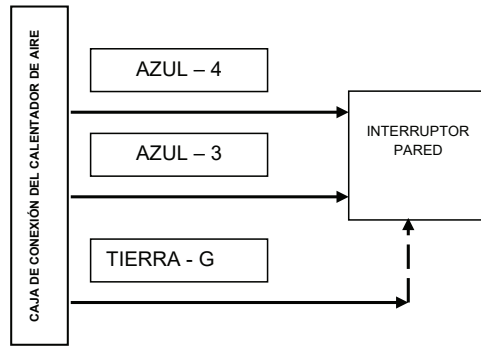 CAJA DE CONEXIÓN DEL CALENTADOR DE AIRE
AZUL – 4
AZUL – 3
TIERRA - G
INTERRUPTOR
PARED